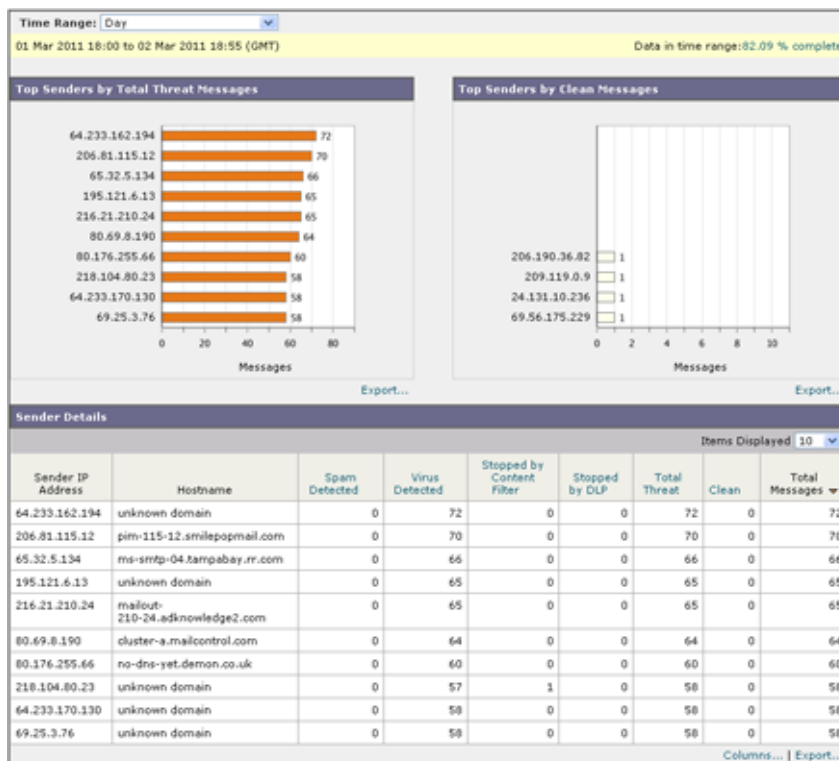 Time Range: Day
01 Mar 2011 18:00 to 02 Mar 2011 18:55 (GMT) Data in time range:82.09 % complete
Top Senders by Total Threat Messages
64.233.162.194 72
206.81.115.12 70
65.32.5.134 66
195.121.6.13 65
216.21.210.24 65
80.69.8.190 64
80.176.255.66 60
218.104.80.23 58
64.233.170.130 58
69.25.3.76 58
0 20 40 60 80
Messages
Export...
Top Senders by Clean Messages
206.190.36.82 1
209.119.0.9 1
24.131.10.236 1
69.56.175.229 1
0 2 4 6 8 10
Messages
Export...
Sender Details
Items Displayed 10
Sender IP Address Hostname Spam Detected Virus Detected Stopped by Content Filter Stopped by DLP Total Threat Clean Total Messages
64.233.162.194 unknown domain 0 72 0 0 72 0 72
206.81.115.12 pim-115-12.smilepopmail.com 0 70 0 0 70 0 70
65.32.5.134 ms-smtp-04.tampabay.rr.com 0 66 0 0 66 0 66
195.121.6.13 unknown domain 0 65 0 0 65 0 65
216.21.210.24 mailout-
210-24.adknowledge2.com 0 65 0 0 65 0 65
80.69.8.190 cluster-a.mailcontrol.com 0 64 0 0 64 0 64
80.176.255.66 no-dns-yet.demon.co.uk 0 60 0 0 60 0 60
218.104.80.23 unknown domain 0 57 1 0 58 0 58
64.233.170.130 unknown domain 0 58 0 0 58 0 58
69.25.3.76 unknown domain 0 58 0 0 58 0 58
Columns... | Export...